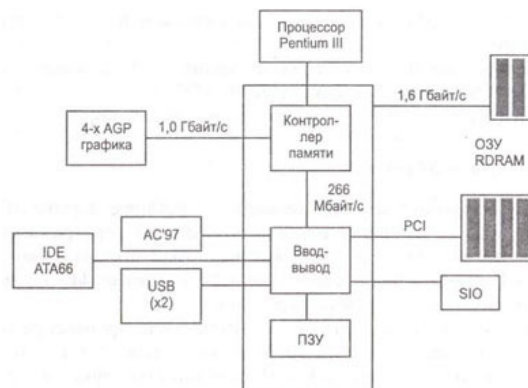 Процессор
Pentium III
1,6 Гбайт/с
4-х AGP
графика
1,0 Гбайт/с
Контрол-
лер
памяти
ОЗУ
RDRAM
266
Мбайт/с
AC'97
PCI
IDE
ATA66
Ввод-
вывод
USB
(x2)
SIO
ПЗУ